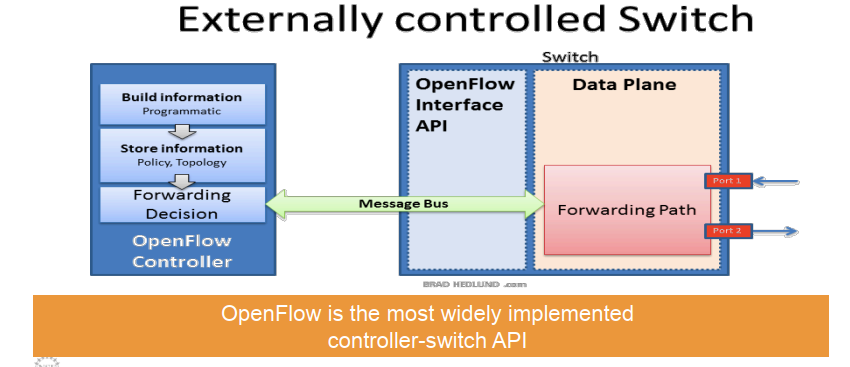 Externally controlled Switch
Switch
Build information
Programmatic
Store information
Policy, Topology
Forwarding
Decision
OpenFlow
Controller
Message Bus
OpenFlow
Interface
API
Data Plane
Forwarding Path
Port 1
Port 2
BRAD HEDLUND .com
OpenFlow is the most widely implemented
controller-switch API